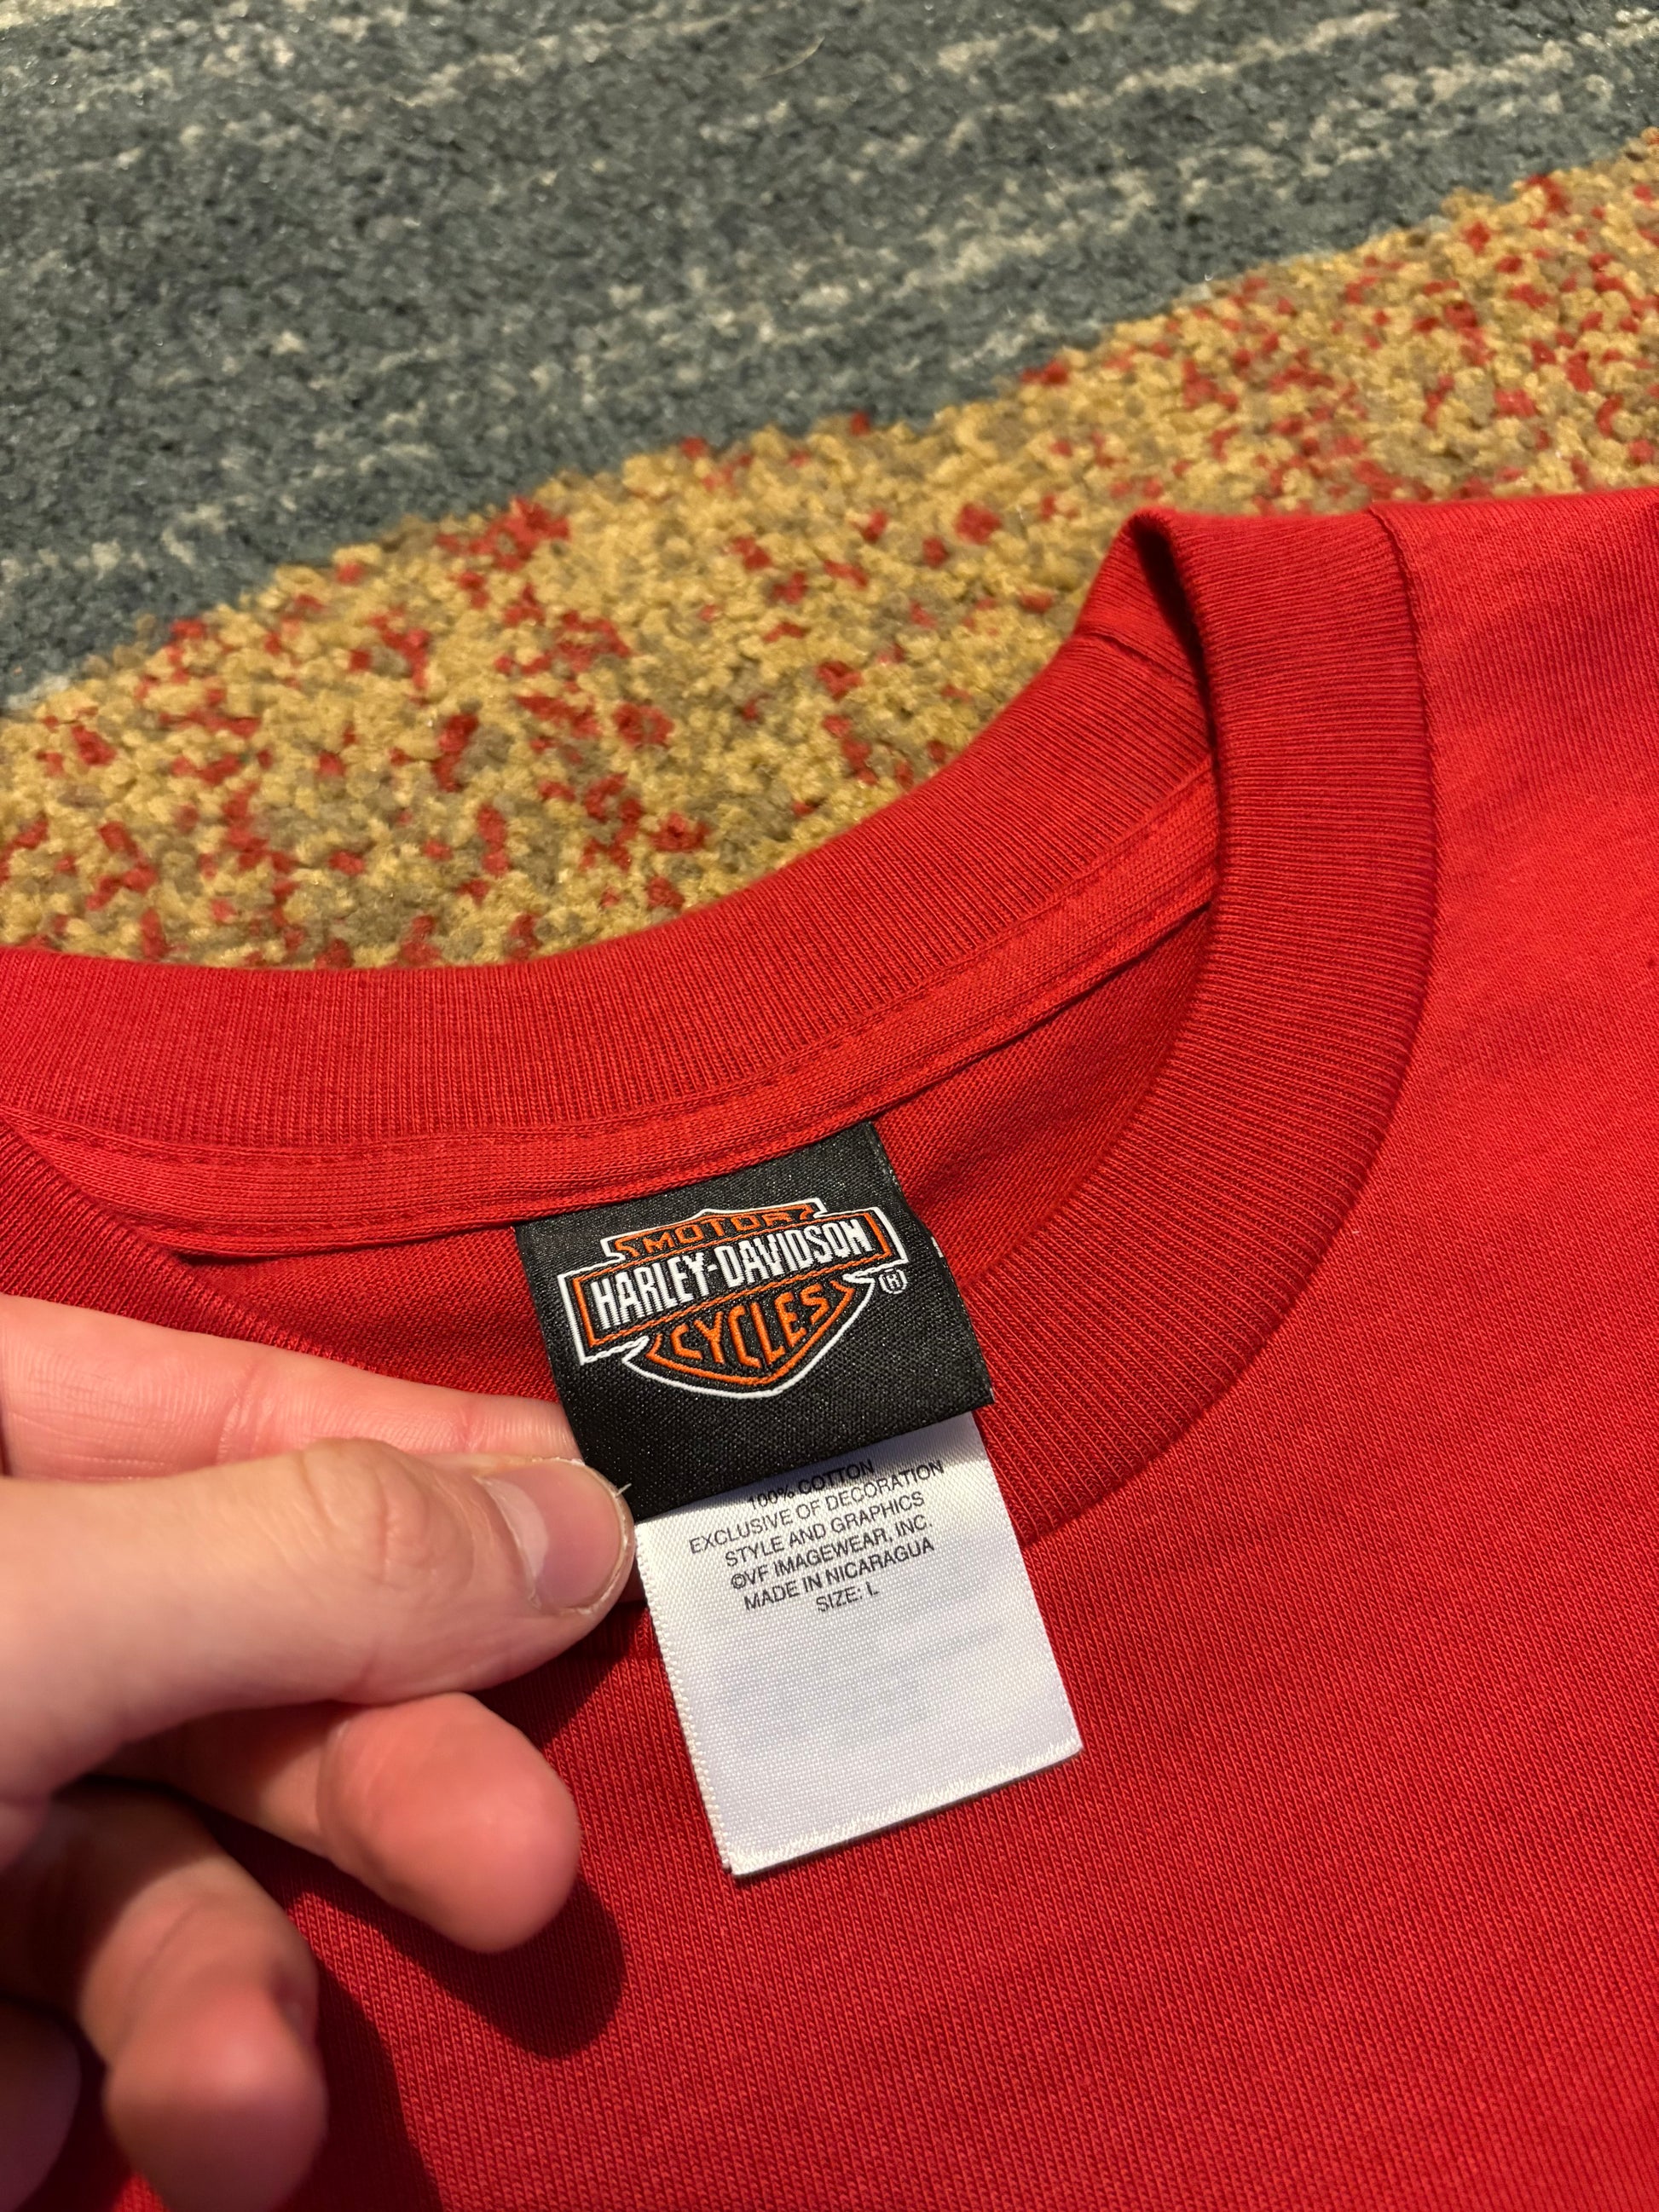 MOTOR
HARLEY-DAVIDSON
CYCLES
®
100% COTTON
EXCLUSIVE OF DECORATION
STYLE AND GRAPHICS
©VF IMAGEWEAR, INC.
MADE IN NICARAGUA
SIZE: L